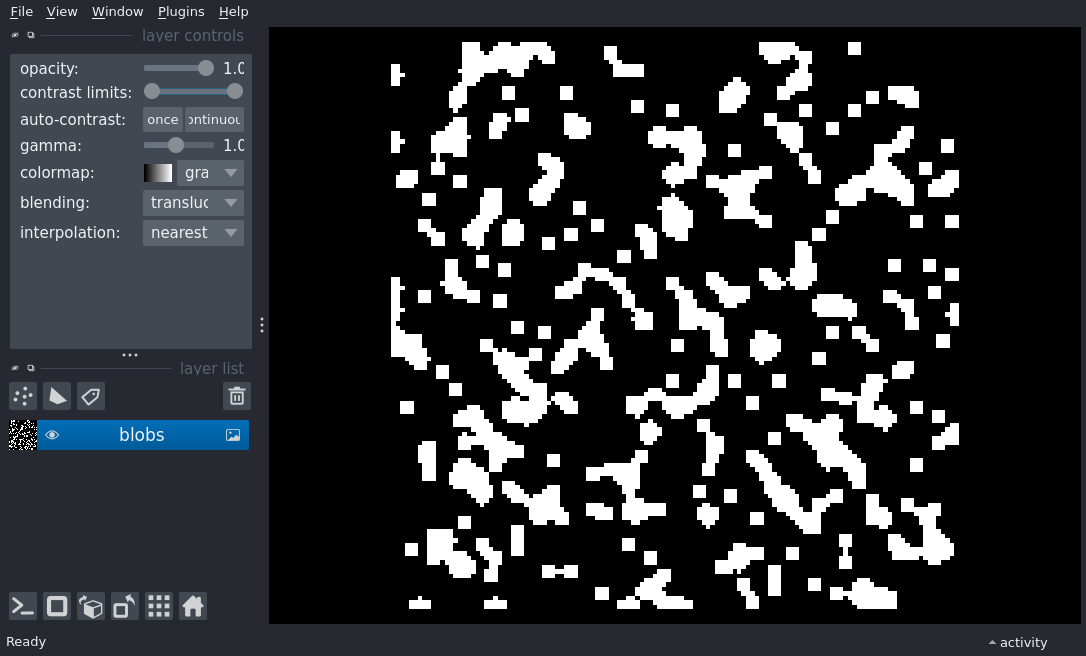 File View Window Plugins Help
layer controls
opacity: 1.0
contrast limits:
auto-contrast: once ontinuou
gamma: 1.0
colormap: gra
blending: transluc
interpolation: nearest
layer list
blobs
Ready
activity